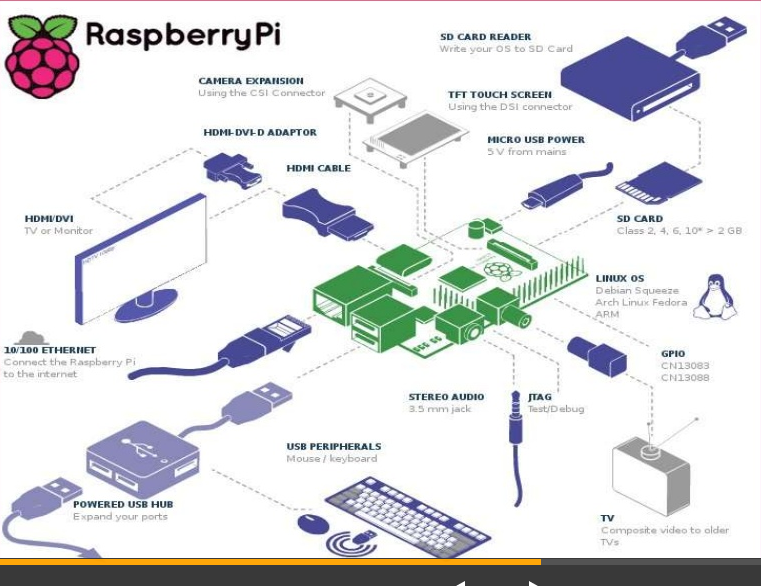 RaspberryPi
SD CARD READER
Write your OS to SD Card
CAMERA EXPANSION
Using the CSI Connector
TFT TOUCH SCREEN
Using the DSI connector
HDMI-DVI-D ADAPTOR
MICRO USB POWER
5 V from mains
HDMI CABLE
HDMI/DVI
TV or Monitor
SD CARD
Class 2, 4, 6, 10* > 2 GB
LINUX OS
Debian Squeeze
Arch Linux Fedora
ARM
10/100 ETHERNET
Connect the Raspberry Pi
to the internet
GPIO
CN13083
CN13088
STEREO AUDIO
3.5 mm jack
JTAG
Test/Debug
USB PERIPHERALS
Mouse / keyboard
POWERED USB HUB
Expand your ports
TV
Composite video to older
TVs